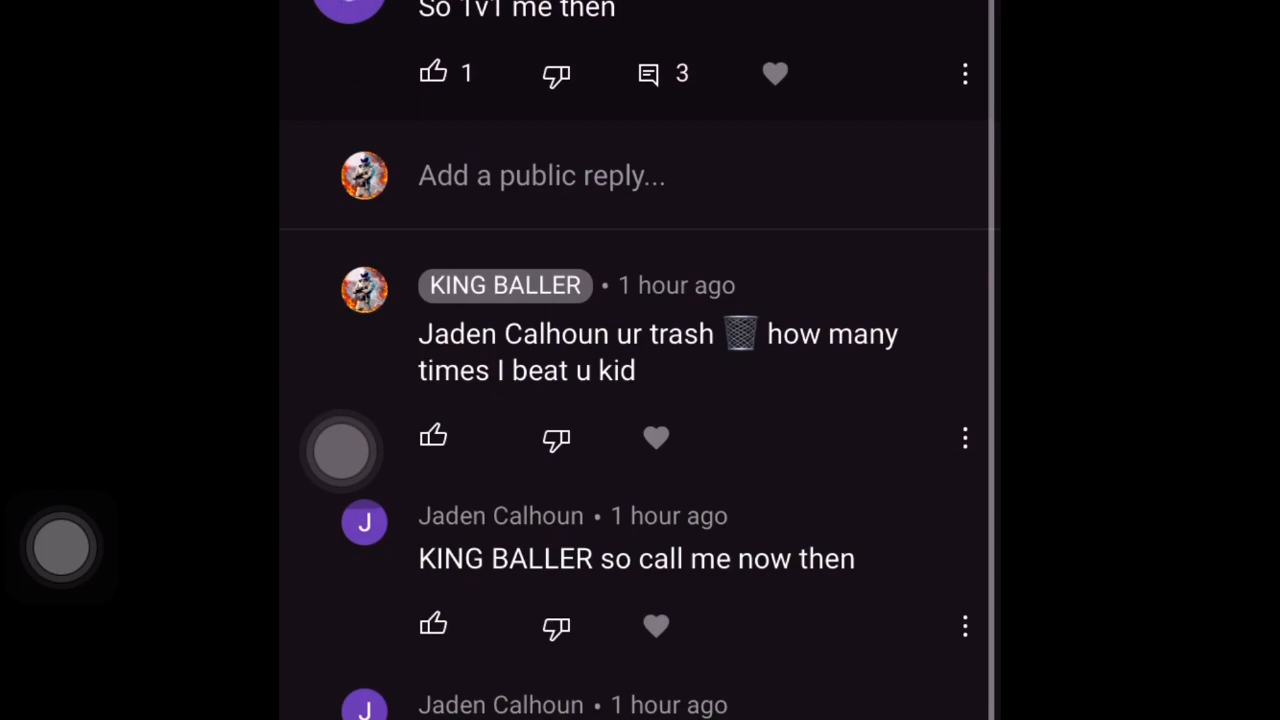 So 1v1 me then
1 3
Add a public reply...
KING BALLER • 1 hour ago
Jaden Calhoun ur trash 🗑 how many
times I beat u kid
J Jaden Calhoun • 1 hour ago
KING BALLER so call me now then
J Jaden Calhoun • 1 hour ago